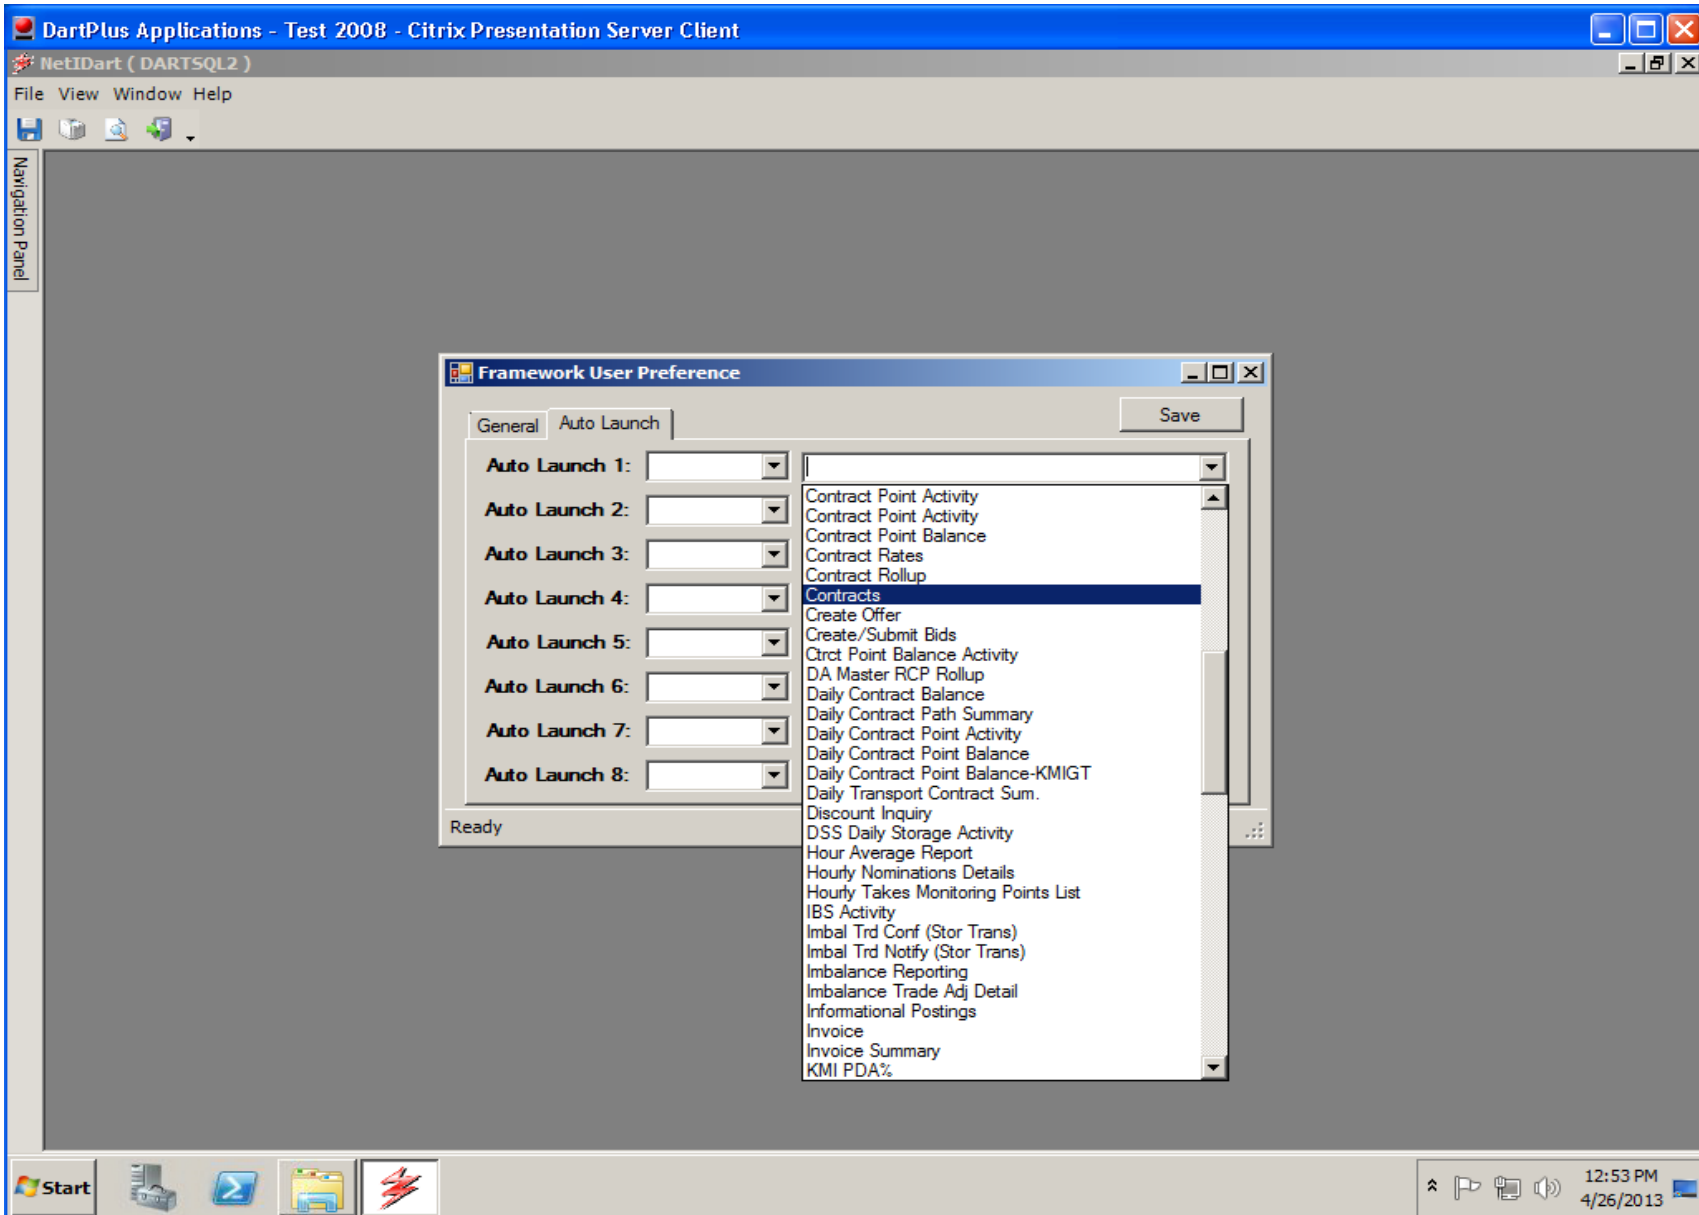 DartPlus Applications - Test 2008 - Citrix Presentation Server Client
NetIDart ( DARTSQL2 )
File View Window Help
Navigation Panel
Framework User Preference
General Auto Launch Save
Auto Launch 1:
Auto Launch 2:
Auto Launch 3:
Auto Launch 4:
Auto Launch 5:
Auto Launch 6:
Auto Launch 7:
Auto Launch 8:
Contract Point Activity
Contract Point Activity
Contract Point Balance
Contract Rates
Contract Rollup
Contracts
Create Offer
Create/Submit Bids
Ctrct Point Balance Activity
DA Master RCP Rollup
Daily Contract Balance
Daily Contract Path Summary
Daily Contract Point Activity
Daily Contract Point Balance
Daily Contract Point Balance-KMIGT
Daily Transport Contract Sum.
Discount Inquiry
DSS Daily Storage Activity
Hour Average Report
Hourly Nominations Details
Hourly Takes Monitoring Points List
IBS Activity
Imbal Trd Conf (Stor Trans)
Imbal Trd Notify (Stor Trans)
Imbalance Reporting
Imbalance Trade Adj Detail
Informational Postings
Invoice
Invoice Summary
KMI PDA%
Ready
Start
12:53 PM
4/26/2013